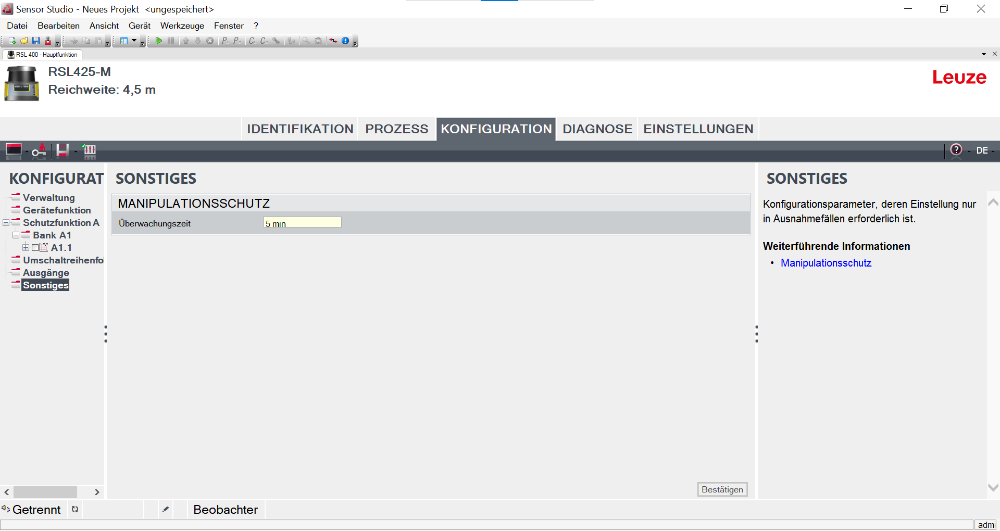 Sensor Studio - Neues Projekt <ungespeichert>
Datei Bearbeiten Ansicht Gerät Werkzeuge Fenster ?
RSL 400 - Hauptfunktion
RSL425-M
Reichweite: 4,5 m
Leuze
IDENTIFIKATION PROZESS KONFIGURATION DIAGNOSE EINSTELLUNGEN
DE
KONFIGURAT
Verwaltung
Gerätefunktion
Schutzfunktion A
Bank A1
A1.1
Umschaltreihenfol
Ausgänge
Sonstiges
SONSTIGES
MANIPULATIONSSCHUTZ
Überwachungszeit 5 min
Bestätigen
SONSTIGES
Konfigurationsparameter, deren Einstellung nur
in Ausnahmefällen erforderlich ist.
Weiterführende Informationen
• Manipulationsschutz
Getrennt Beobachter
admi